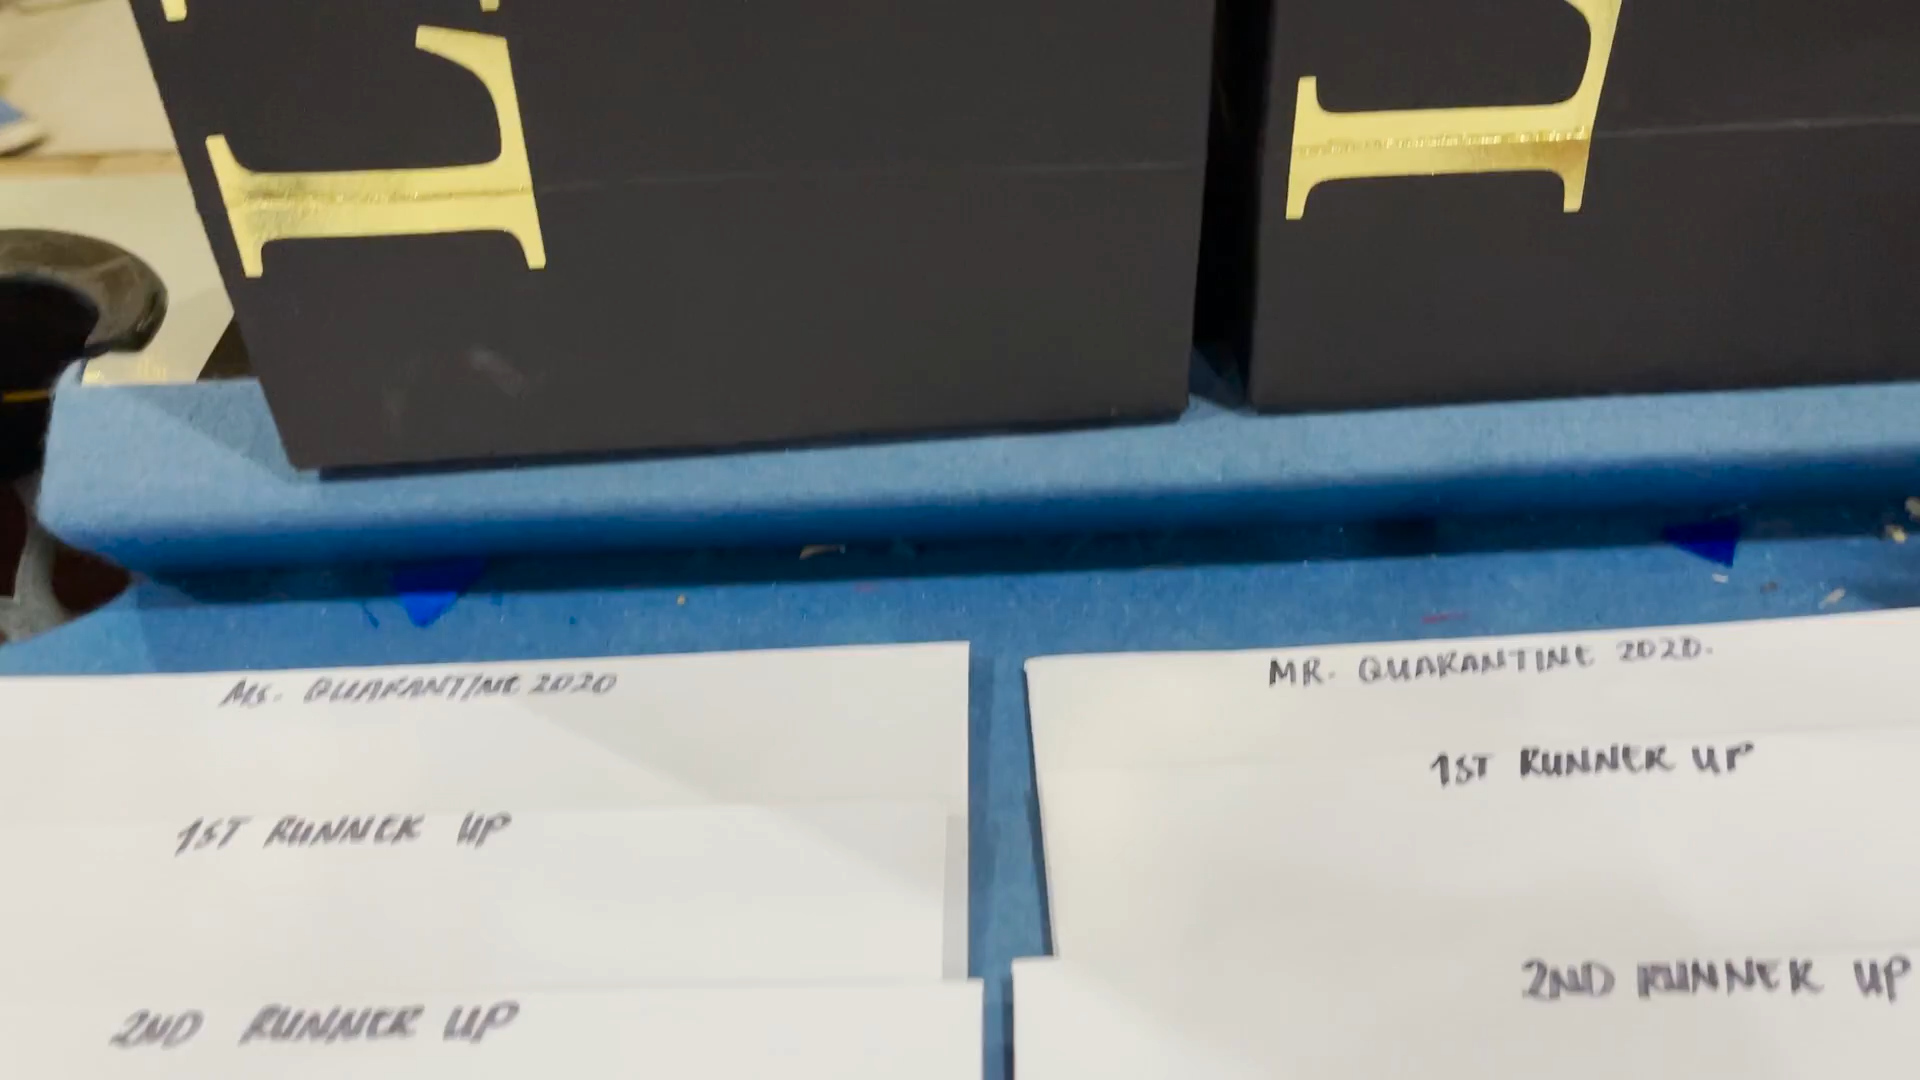 L
L
MS. QUARANTINE 2020
1ST RUNNER UP
2ND RUNNER UP
MR. QUARANTINE 2020.
1ST RUNNER UP
2ND RUNNER UP